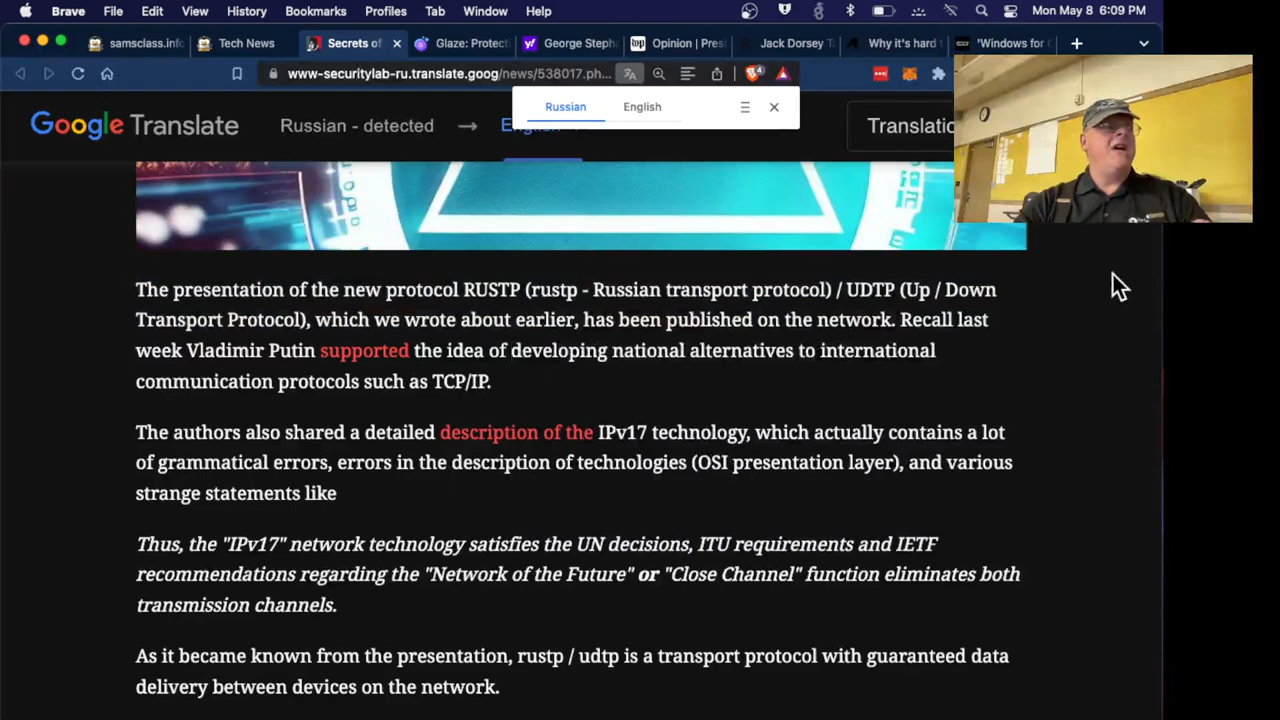 Brave File Edit View History Bookmarks Profiles Tab Window Help Mon May 8 6:09 PM
samsclass.info Tech News Secrets of Glaze: Protecti George Steph Opinion | Pres Jack Dorsey T Why it's hard "Windows for
www-securitylab-ru.translate.goog/news/538017.ph... 4
Russian English
Google Translate Russian - detected → English Translatio
The presentation of the new protocol RUSTP (rustp - Russian transport protocol) / UDTP (Up / Down
Transport Protocol), which we wrote about earlier, has been published on the network. Recall last
week Vladimir Putin supported the idea of developing national alternatives to international
communication protocols such as TCP/IP.
The authors also shared a detailed description of the IPv17 technology, which actually contains a lot
of grammatical errors, errors in the description of technologies (OSI presentation layer), and various
strange statements like
Thus, the "IPv17" network technology satisfies the UN decisions, ITU requirements and IETF
recommendations regarding the "Network of the Future" or "Close Channel" function eliminates both
transmission channels.
As it became known from the presentation, rustp / udtp is a transport protocol with guaranteed data
delivery between devices on the network.